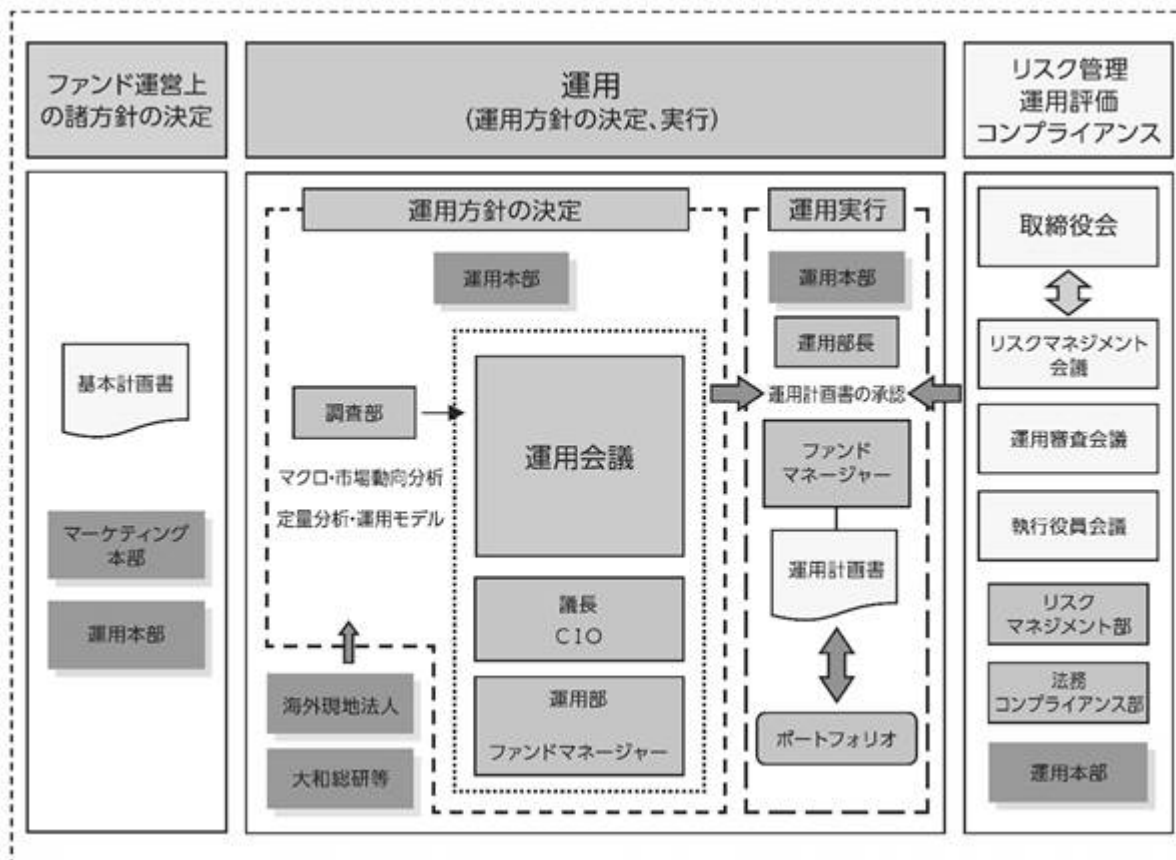 ファンド運営上
の諸方針の決定
運用
(運用方針の決定、実行)
リスク管理
運用評価
コンプライアンス
基本計画書
マーケティング
本部
運用本部
運用方針の決定
運用本部
調査部
マクロ・市場動向分析
定量分析・運用モデル
運用会議
議長
CIO
運用部
ファンドマネージャー
海外現地法人
大和総研等
運用実行
運用本部
運用部長
運用計画書の承認
ファンド
マネージャー
運用計画書
ポートフォリオ
取締役会
リスクマネジメント
会議
運用審査会議
執行役員会議
リスク
マネジメント部
法務
コンプライアンス部
運用本部